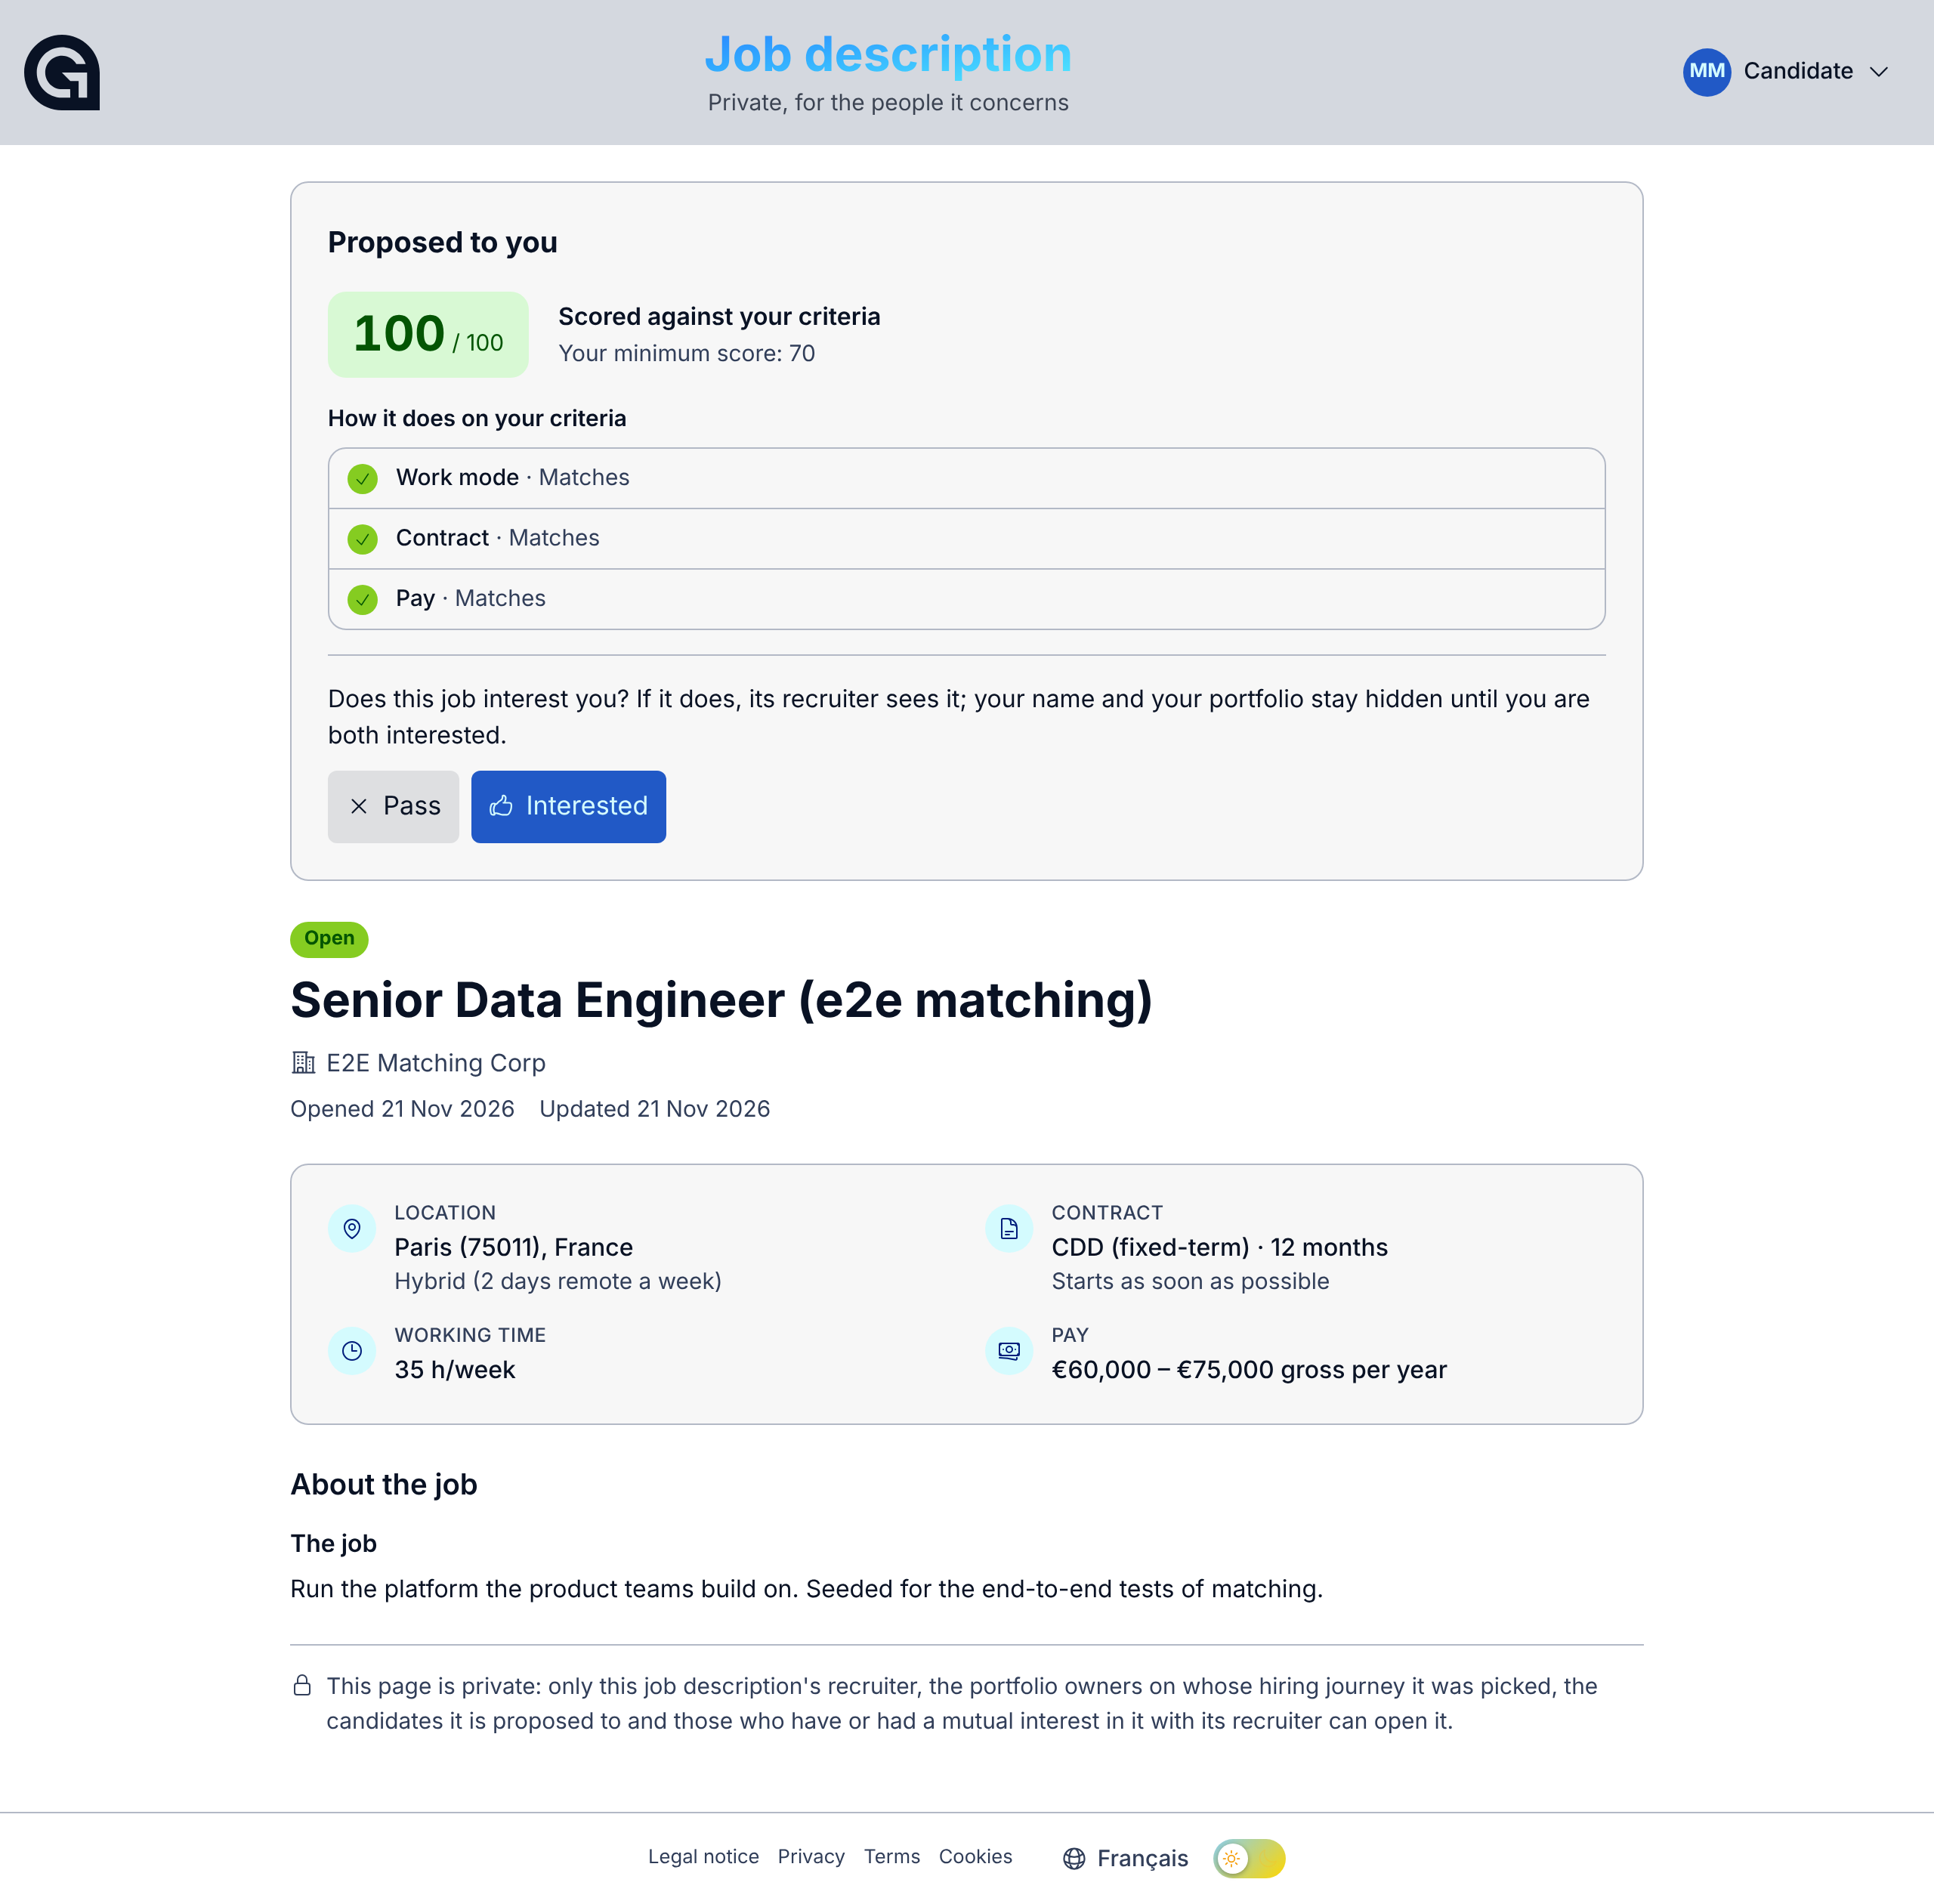 Job description
Private, for the people it concerns
MM Candidate
Proposed to you
100 / 100
Scored against your criteria
Your minimum score: 70
How it does on your criteria
Work mode · Matches
Contract · Matches
Pay · Matches
Does this job interest you? If it does, its recruiter sees it; your name and your portfolio stay hidden until you are
both interested.
Pass
Interested
Open
Senior Data Engineer (e2e matching)
E2E Matching Corp
Opened 21 Nov 2026 Updated 21 Nov 2026
LOCATION
Paris (75011), France
Hybrid (2 days remote a week)
CONTRACT
CDD (fixed-term) · 12 months
Starts as soon as possible
WORKING TIME
35 h/week
PAY
€60,000 – €75,000 gross per year
About the job
The job
Run the platform the product teams build on. Seeded for the end-to-end tests of matching.
This page is private: only this job description's recruiter, the portfolio owners on whose hiring journey it was picked, the
candidates it is proposed to and those who have or had a mutual interest in it with its recruiter can open it.
Legal notice Privacy Terms Cookies Français